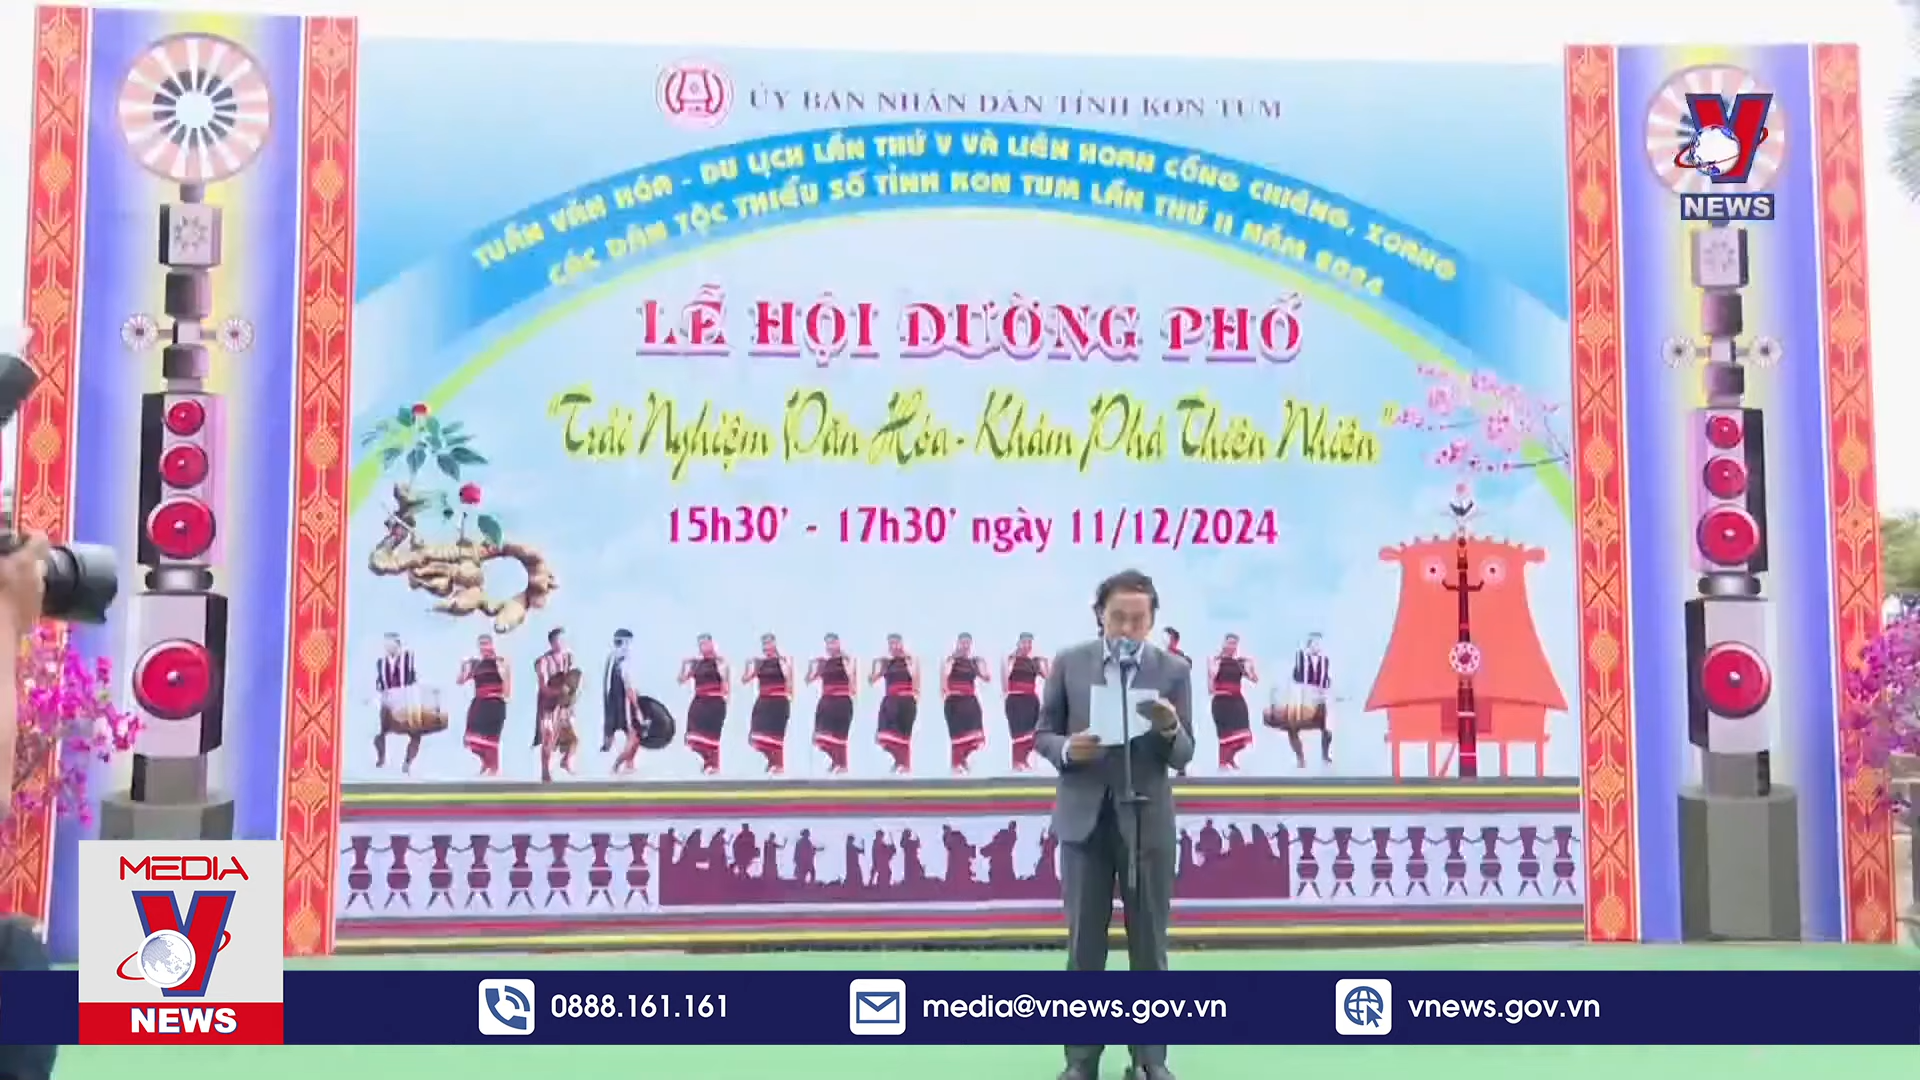 ỦY BAN NHÂN DÂN TỈNH KON TUM
TUẦN VĂN HÓA - DU LỊCH LẦN THỨ V VÀ LIÊN HOAN CỒNG CHIÊNG, XOANG
CÁC DÂN TỘC THIỂU SỐ TỈNH KON TUM LẦN THỨ II NĂM 2024
LỄ HỘI ĐƯỜNG PHỐ
"Trải Nghiệm Văn Hóa - Khám Phá Thiên Nhiên"
15h30' - 17h30' ngày 11/12/2024
V
NEWS
MEDIA
V
NEWS
0888.161.161
media@vnews.gov.vn
vnews.gov.vn